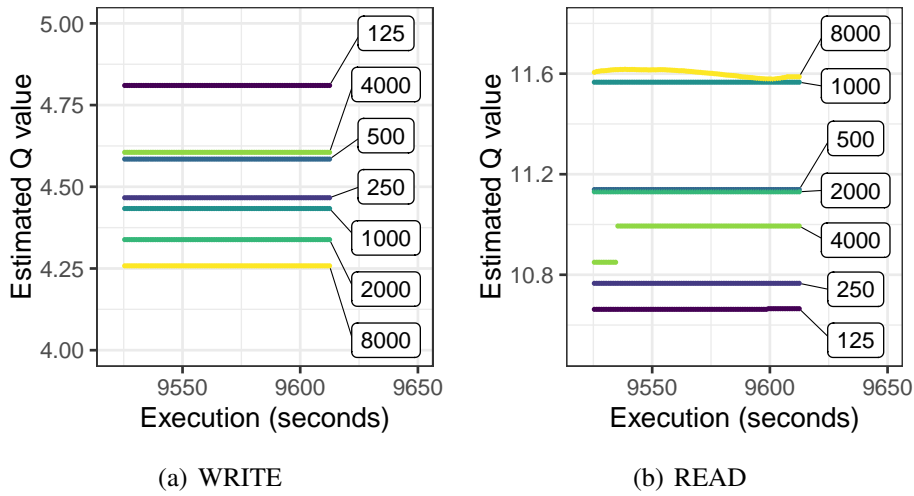 Estimated Q value
5.00
4.75
4.50
4.25
4.00
125
4000
500
250
1000
2000
8000
9550 9600 9650
Execution (seconds)
(a) WRITE
Estimated Q value
11.6
11.2
10.8
8000
1000
500
2000
4000
250
125
9550 9600 9650
Execution (seconds)
(b) READ